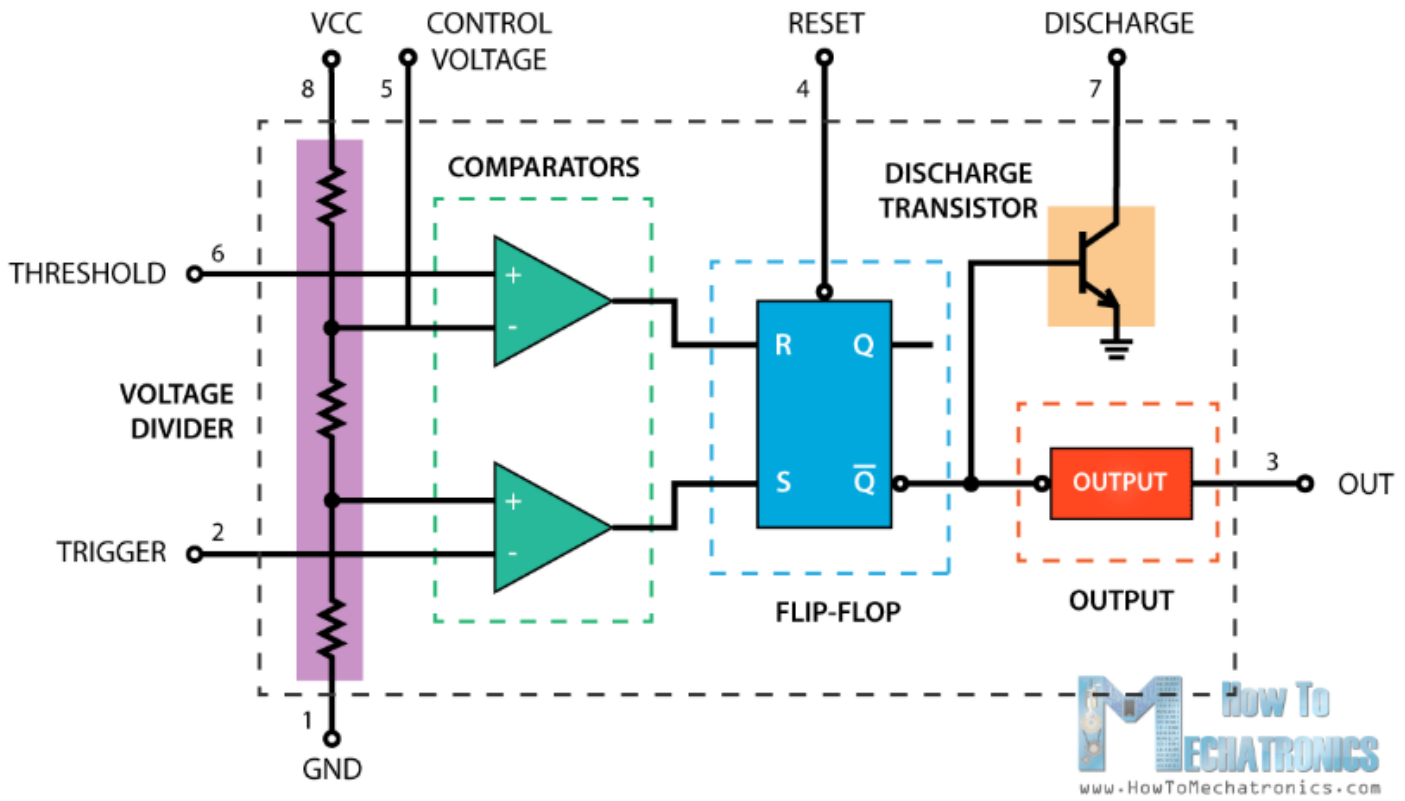 VCC
CONTROL
VOLTAGE
RESET
DISCHARGE
8
5
4
7
COMPARATORS
DISCHARGE
TRANSISTOR
THRESHOLD
6
+
-
R
Q
VOLTAGE
DIVIDER
S
Q̅
OUTPUT
3
OUT
+
-
TRIGGER
2
FLIP-FLOP
OUTPUT
1
GND
How To
MECHATRONICS
www.HowToMechatronics.com